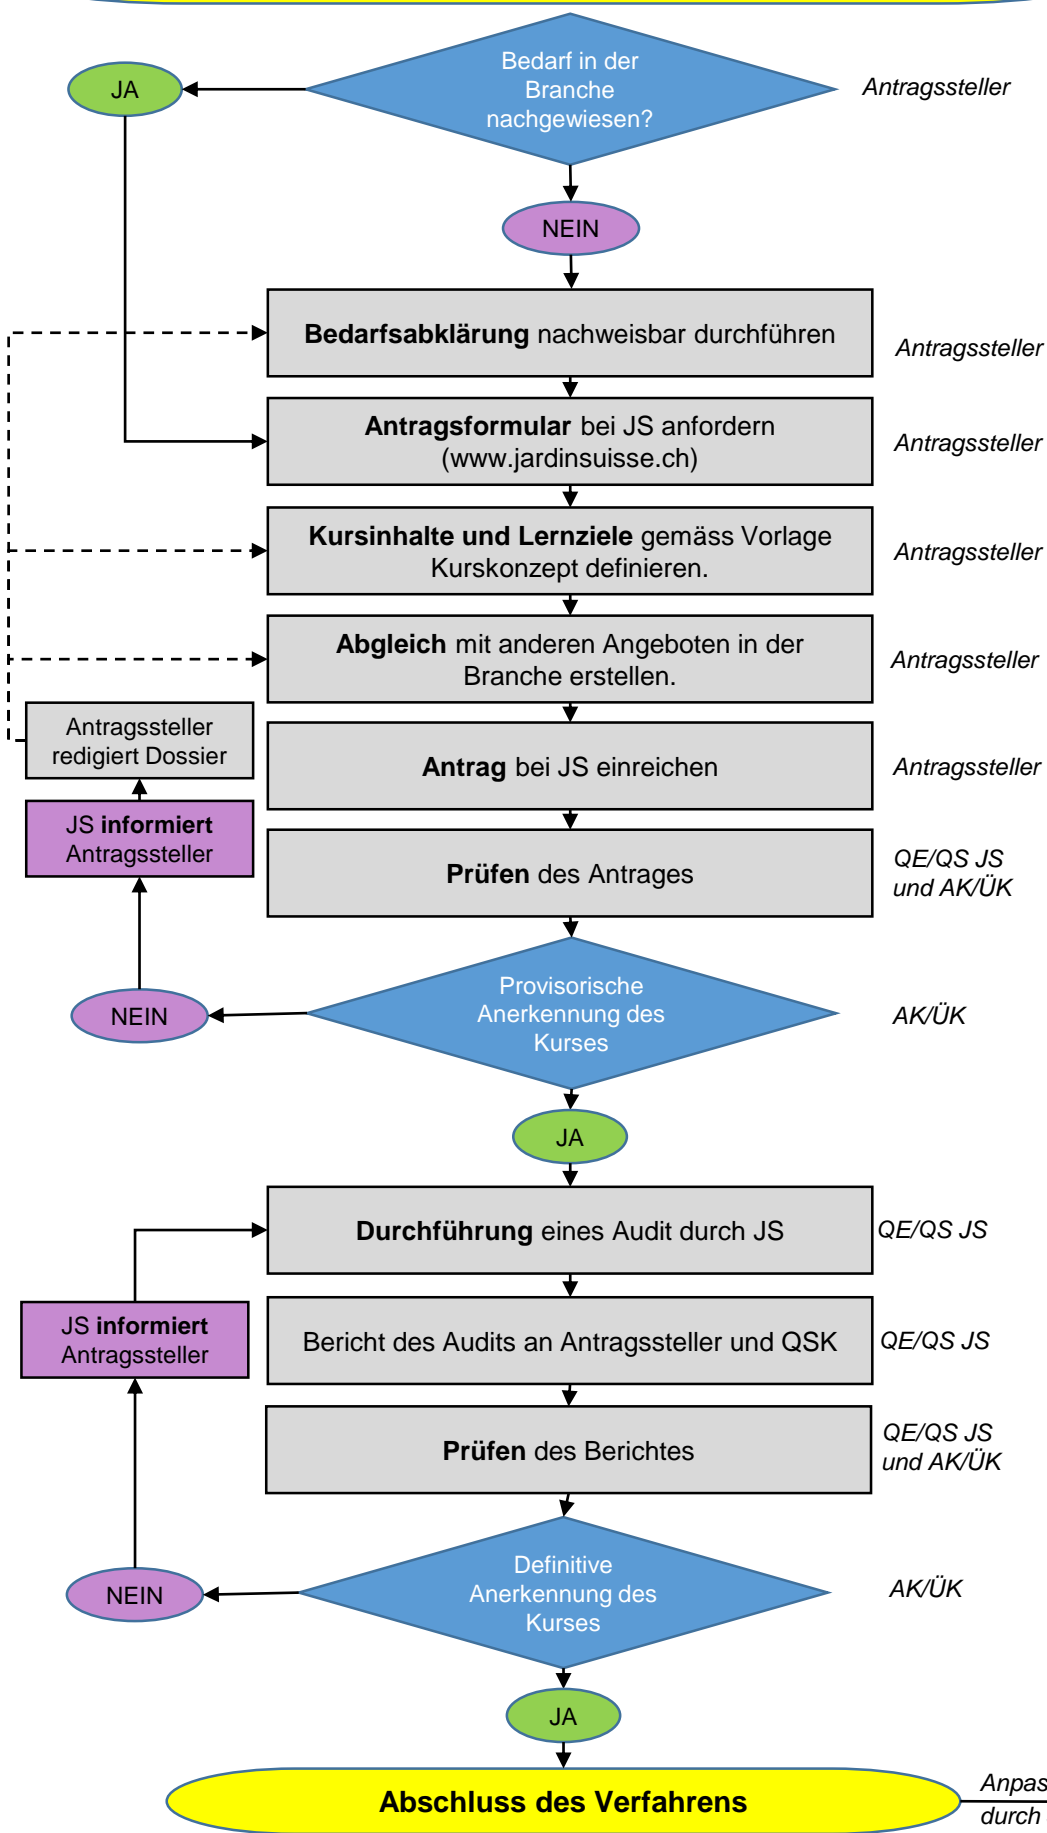 Bedarf in der
Branche
nachgewiesen?
Antragssteller
JA
NEIN
Bedarfsabklärung nachweisbar durchführen
Antragssteller
Antragsformular bei JS anfordern
(www.jardinsuisse.ch)
Antragssteller
Kursinhalte und Lernziele gemäss Vorlage
Kurskonzept definieren.
Antragssteller
Abgleich mit anderen Angeboten in der
Branche erstellen.
Antragssteller
Antragssteller
redigiert Dossier
Antrag bei JS einreichen
Antragssteller
JS informiert
Antragssteller
Prüfen des Antrages
QE/QS JS
und AK/ÜK
Provisorische
Anerkennung des
Kurses
NEIN
AK/ÜK
JA
Durchführung eines Audit durch JS
QE/QS JS
JS informiert
Antragssteller
Bericht des Audits an Antragssteller und QSK
QE/QS JS
Prüfen des Berichtes
QE/QS JS
und AK/ÜK
Definitive
Anerkennung des
Kurses
NEIN
AK/ÜK
JA
Abschluss des Verfahrens
Anpas
durch